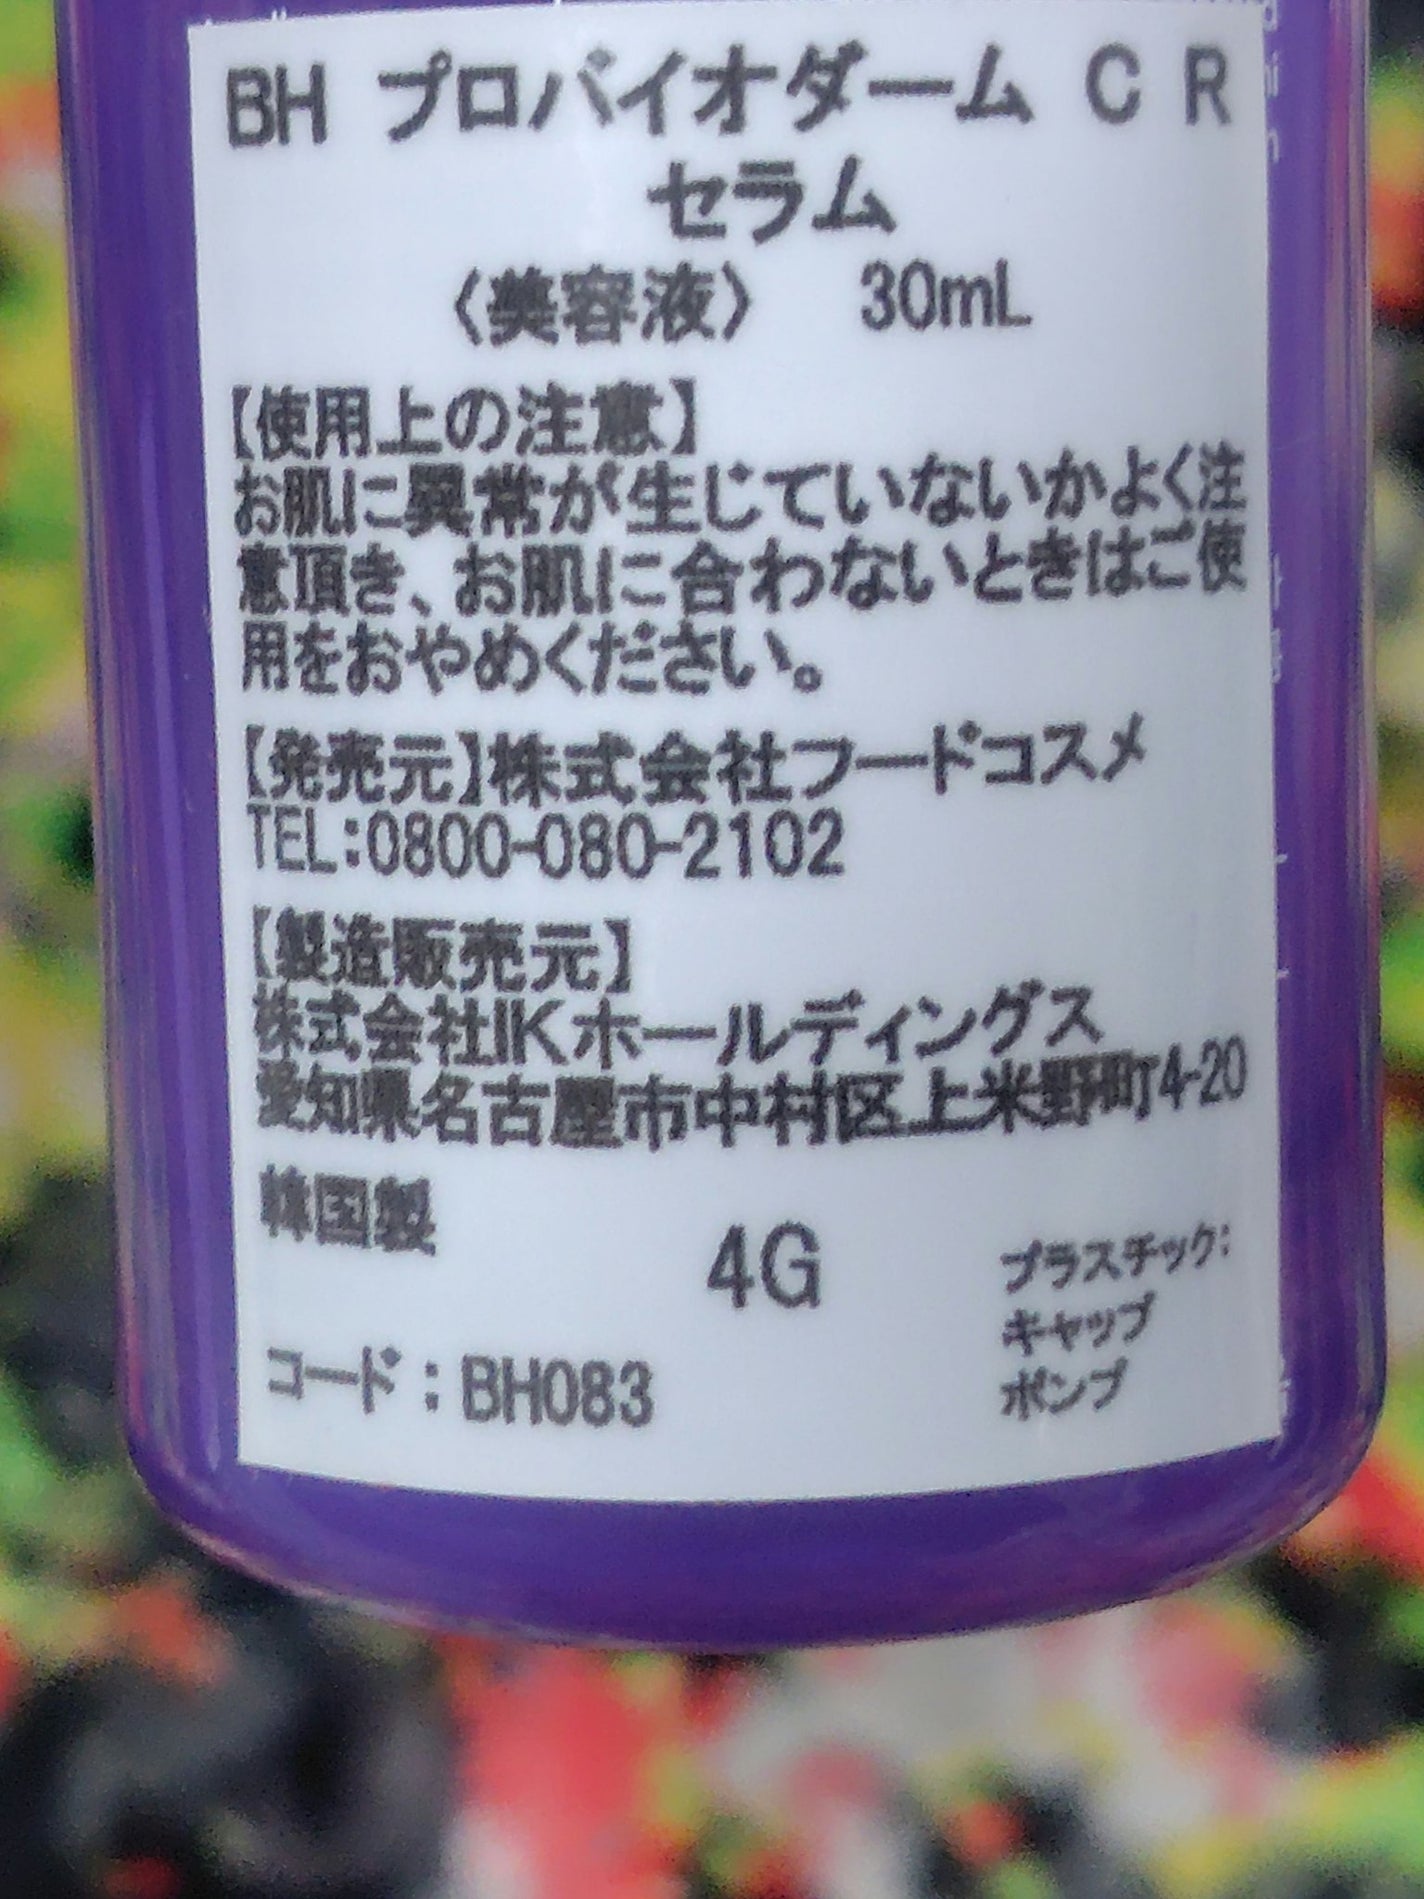 BH プロバイオダーム CR
セラム
〈美容液〉 30mL
【使用上の注意】
お肌に異常が生じていないかよく注
意頂き、お肌に合わないときはご使
用をおやめください。
【発売元】株式会社フードコスメ
TEL:0800-080-2102
【製造販売元】
株式会社IKホールディングス
愛知県名古屋市中村区上米野町4-20
韓国製
4G
プラスチック:
キャップ
ポンプ
コード:BH083